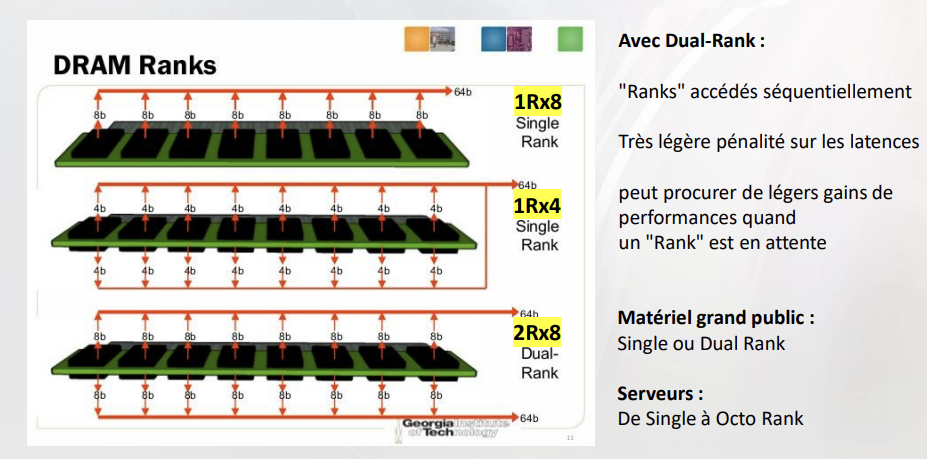 DRAM Ranks
64b
8b 8b 8b 8b 8b 8b 8b 8b
1Rx8
Single
Rank
64b
4b 4b 4b 4b 4b 4b 4b 4b
1Rx4
Single
Rank
4b 4b 4b 4b 4b 4b 4b 4b
64b
8b 8b 8b 8b 8b 8b 8b 8b
2Rx8
Dual-
Rank
8b 8b 8b 8b 8b 8b 8b 8b
64b
Georgia Institute
of Technology
11
Avec Dual-Rank :
"Ranks" accédés séquentiellement
Très légère pénalité sur les latences
peut procurer de légers gains de
performances quand
un "Rank" est en attente
Matériel grand public :
Single ou Dual Rank
Serveurs :
De Single à Octo Rank